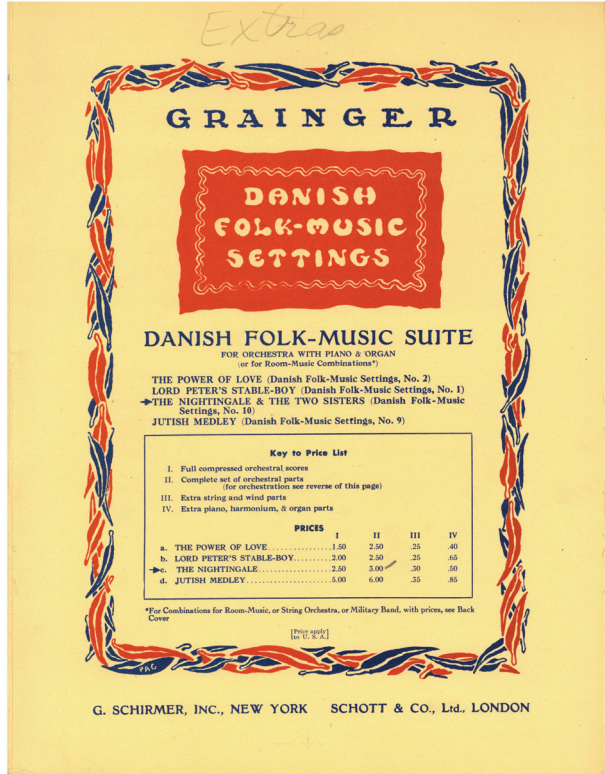 Extras
GRAINGER
DANISH
FOLK-MUSIC
SETTINGS
DANISH FOLK-MUSIC SUITE
FOR ORCHESTRA WITH PIANO & ORGAN
(or for Room-Music Combinations*)
THE POWER OF LOVE (Danish Folk-Music Settings, No. 2)
LORD PETER'S STABLE-BOY (Danish Folk-Music Settings, No. 1)
THE NIGHTINGALE & THE TWO SISTERS (Danish Folk-Music
Settings, No. 10)
JUTISH MEDLEY (Danish Folk-Music Settings, No. 9)
Key to Price List
I. Full compressed orchestral scores
II. Complete set of orchestral parts
(for orchestration see reverse of this page)
III. Extra string and wind parts
IV. Extra piano, harmonium, & organ parts
PRICES
I II III IV
a. THE POWER OF LOVE................1.50 2.50 .25 .40
b. LORD PETER'S STABLE-BOY.........2.00 2.50 .25 .65
c. THE NIGHTINGALE..................2.50 3.00 .30 .50
d. JUTISH MEDLEY.....................5.00 6.00 .35 .85
*For Combinations for Room-Music, or String Orchestra, or Military Band, with prices, see Back
Cover
[Price apply]
[to U. S. A.]
PAG
G. SCHIRMER, INC., NEW YORK SCHOTT & CO., Ltd., LONDON